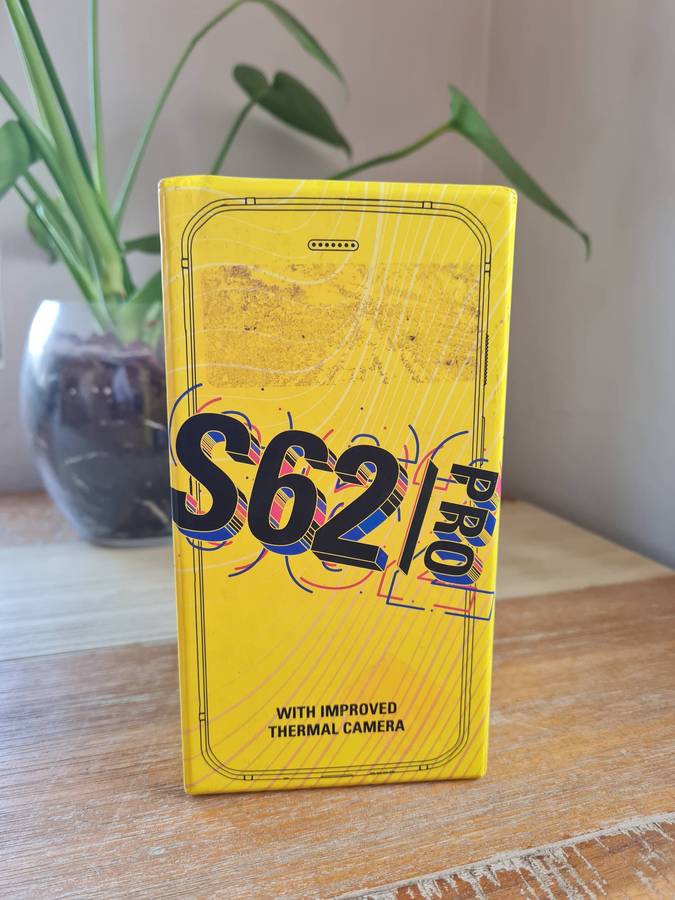 S62
PRO
WITH IMPROVED
THERMAL CAMERA